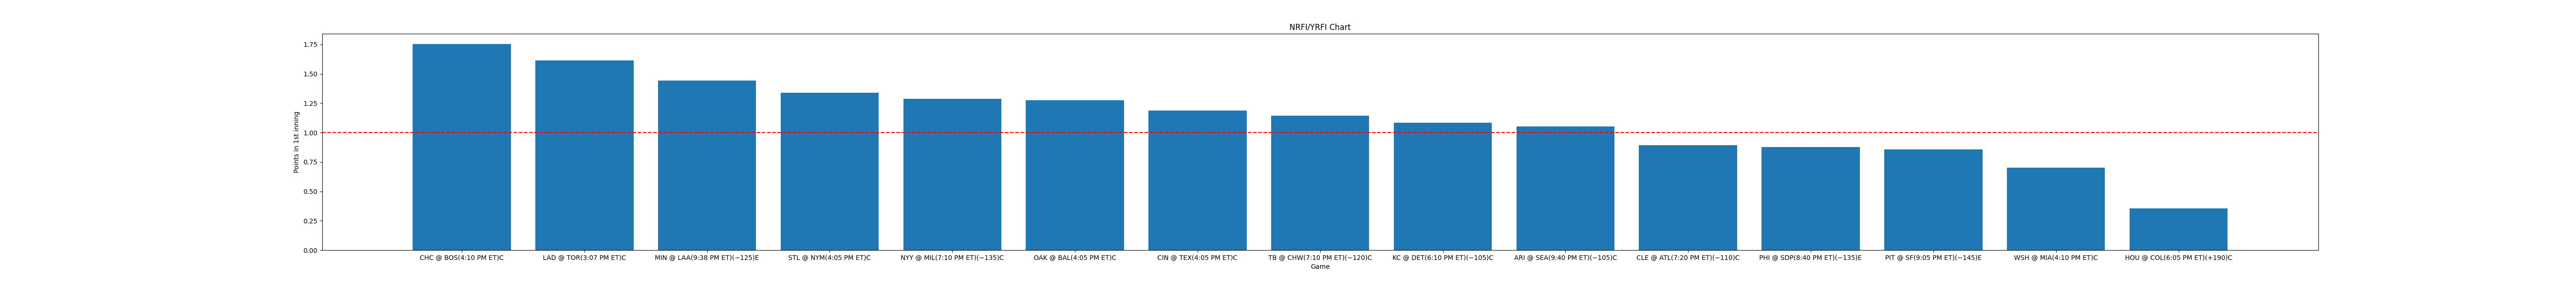 NRFI/YRFI Chart
1.75
1.50
1.25
1.00
0.75
0.50
0.25
0.00
Points in 1st inning
CHC @ BOS(4:10 PM ET)C
LAD @ TOR(3:07 PM ET)C
MIN @ LAA(9:38 PM ET)(−125)E
STL @ NYM(4:05 PM ET)C
NYY @ MIL(7:10 PM ET)(−135)C
OAK @ BAL(4:05 PM ET)C
CIN @ TEX(4:05 PM ET)C
TB @ CHW(7:10 PM ET)(−120)C
KC @ DET(6:10 PM ET)(−105)C
ARI @ SEA(9:40 PM ET)(−105)C
CLE @ ATL(7:20 PM ET)(−110)C
PHI @ SDP(8:40 PM ET)(−135)E
PIT @ SF(9:05 PM ET)(−145)E
WSH @ MIA(4:10 PM ET)C
HOU @ COL(6:05 PM ET)(+190)C
Game